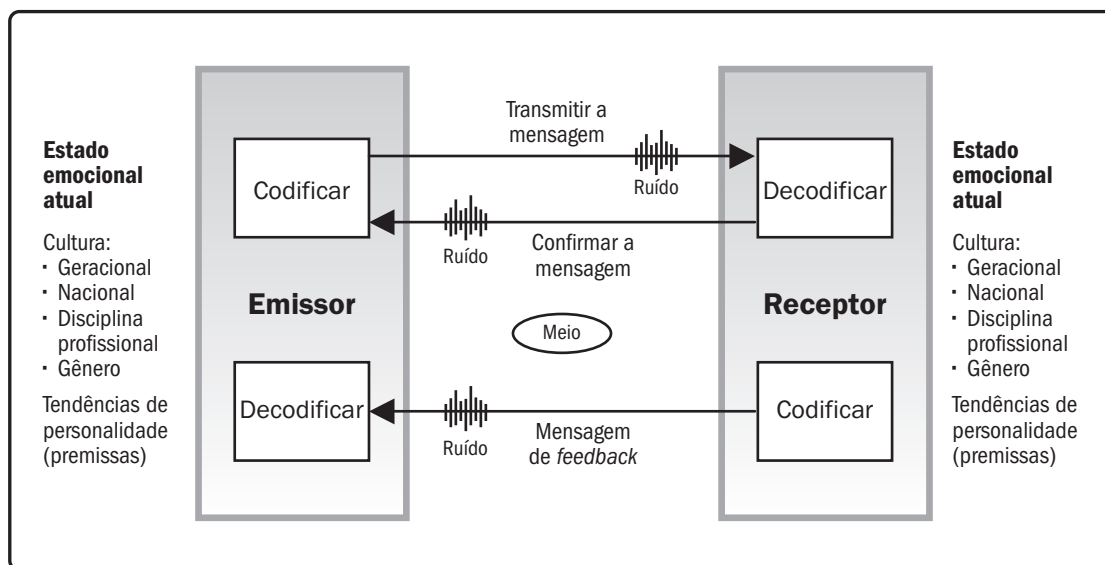 Estado
emocional
atual
Cultura:
· Geracional
· Nacional
· Disciplina
profissional
· Gênero
Tendências de
personalidade
(premissas)
Codificar
Emissor
Decodificar
Transmitir a
mensagem
Ruído
Ruído
Confirmar a
mensagem
Meio
Ruído
Mensagem
de feedback
Decodificar
Receptor
Codificar
Estado
emocional
atual
Cultura:
· Geracional
· Nacional
· Disciplina
profissional
· Gênero
Tendências de
personalidade
(premissas)